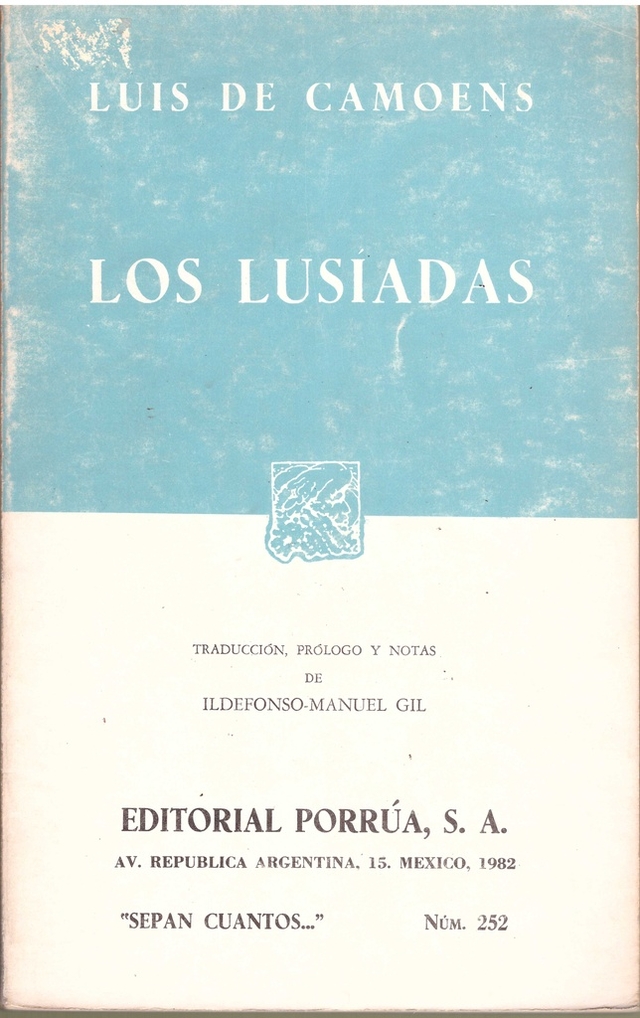 LUIS DE CAMOENS
LOS LUSÍADAS
TRADUCCIÓN, PRÓLOGO Y NOTAS
DE
ILDEFONSO-MANUEL GIL
EDITORIAL PORRÚA, S. A.
AV. REPUBLICA ARGENTINA, 15. MEXICO, 1982
"SEPAN CUANTOS..." NÚM. 252